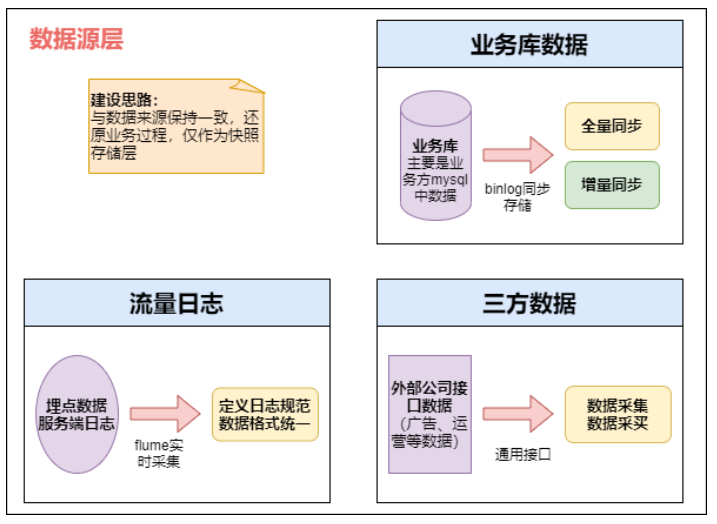 数据源层
建设思路：
与数据来源保持一致，还
原业务过程，仅作为快照
存储层
业务库数据
业务库
主要是业
务方mysql
中数据
binlog同步
存储
全量同步
增量同步
流量日志
埋点数据
服务端日志
flume实
时采集
定义日志规范
数据格式统一
三方数据
外部公司接
口数据
（广告、运
营等数据）
通用接口
数据采集
数据采买